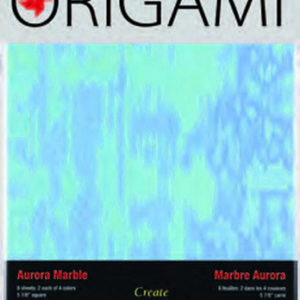 ORIGAMI
Aurora Marble
8 sheets; 2 each of 4 colors
5 7/8" square
Create
Marbre Aurora
8 feuilles; 2 dans les 4 couleurs
5 7/8" carré